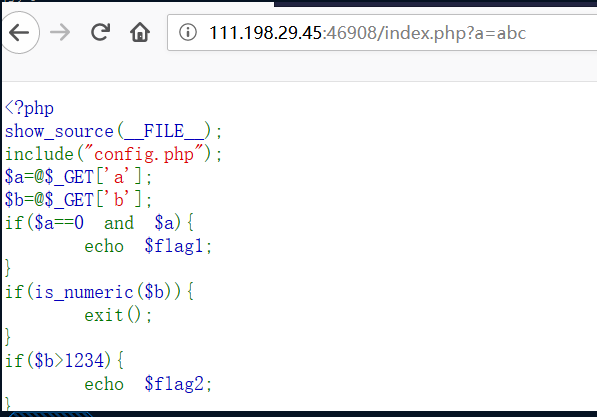 111.198.29.45:46908/index.php?a=abc
<?php
show_source(__FILE__);
include("config.php");
$a=@$_GET['a'];
$b=@$_GET['b'];
if($a==0 and $a){
echo $flag1;
}
if(is_numeric($b)){
exit();
}
if($b>1234){
echo $flag2;
}